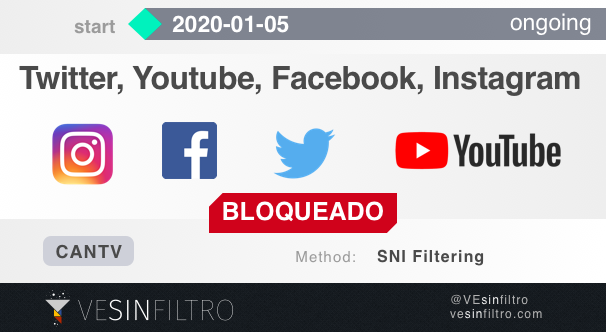 start 2020-01-05 ongoing
Twitter, Youtube, Facebook, Instagram
YouTube
BLOQUEADO
CANTV Method: SNI Filtering
VESINFILTRO @VEsinfiltro
vesinfiltro.com